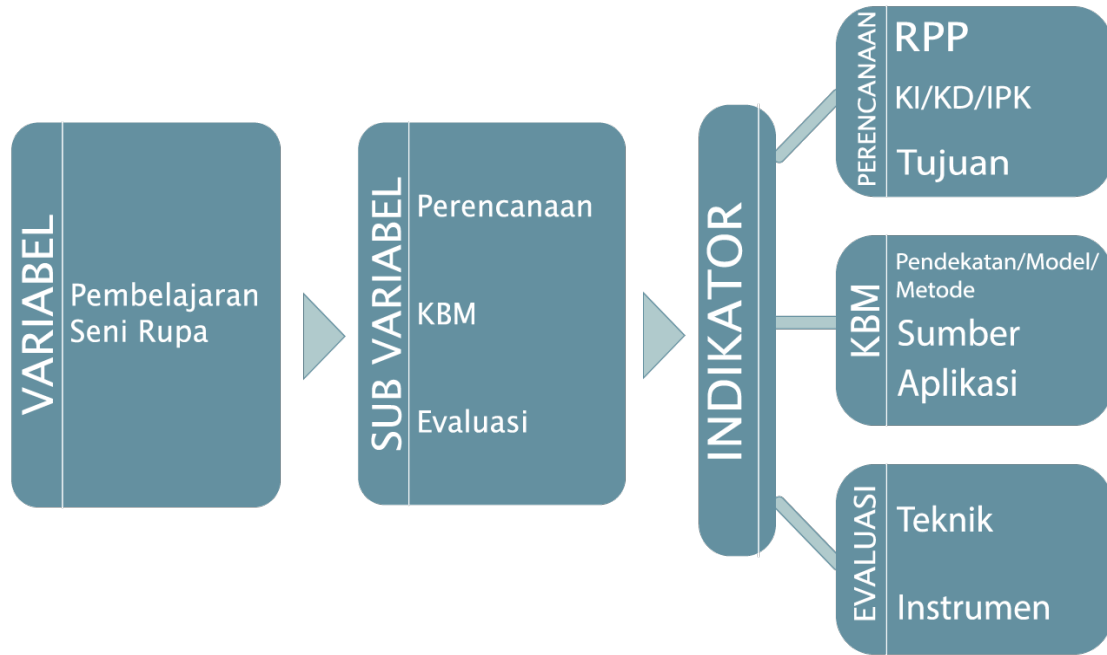 VARIABEL
Pembelajaran
Seni Rupa
SUB VARIABEL
Perencanaan
KBM
Evaluasi
INDIKATOR
PERENCANAAN
RPP
KI/KD/IPK
Tujuan
KBM
Pendekatan/Model/
Metode
Sumber
Aplikasi
EVALUASI
Teknik
Instrumen